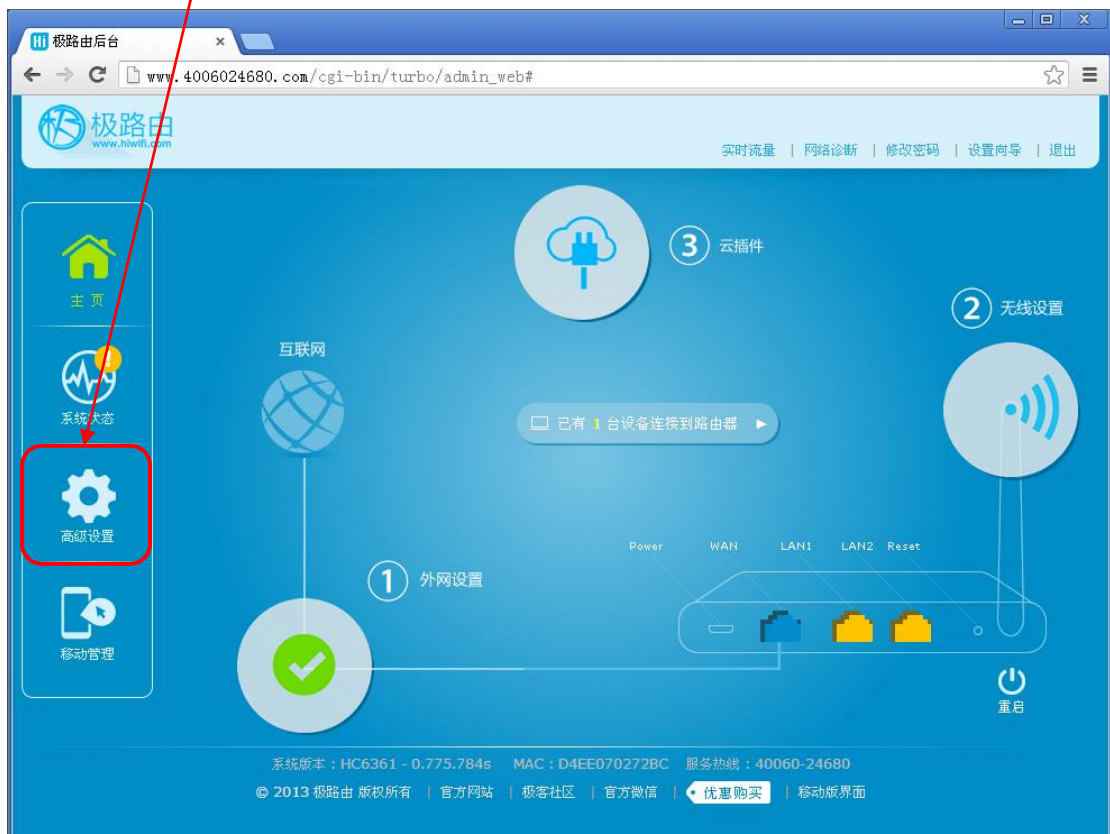 Hi 极路由后台
www.4006024680.com/cgi-bin/turbo/admin_web#
极路由
www.hiwifi.com
实时流量 | 网络诊断 | 修改密码 | 设置向导 | 退出
主页
系统状态
高级设置
移动管理
3 云插件
2 无线设置
互联网
已有 1 台设备连接到路由器
Power WAN LAN1 LAN2 Reset
1 外网设置
重启
系统版本：HC6361 - 0.775.784s MAC：D4EE070272BC 服务热线：40060-24680
© 2013 极路由 版权所有 | 官方网站 | 极客社区 | 官方微信 | 优惠购买 | 移动版界面